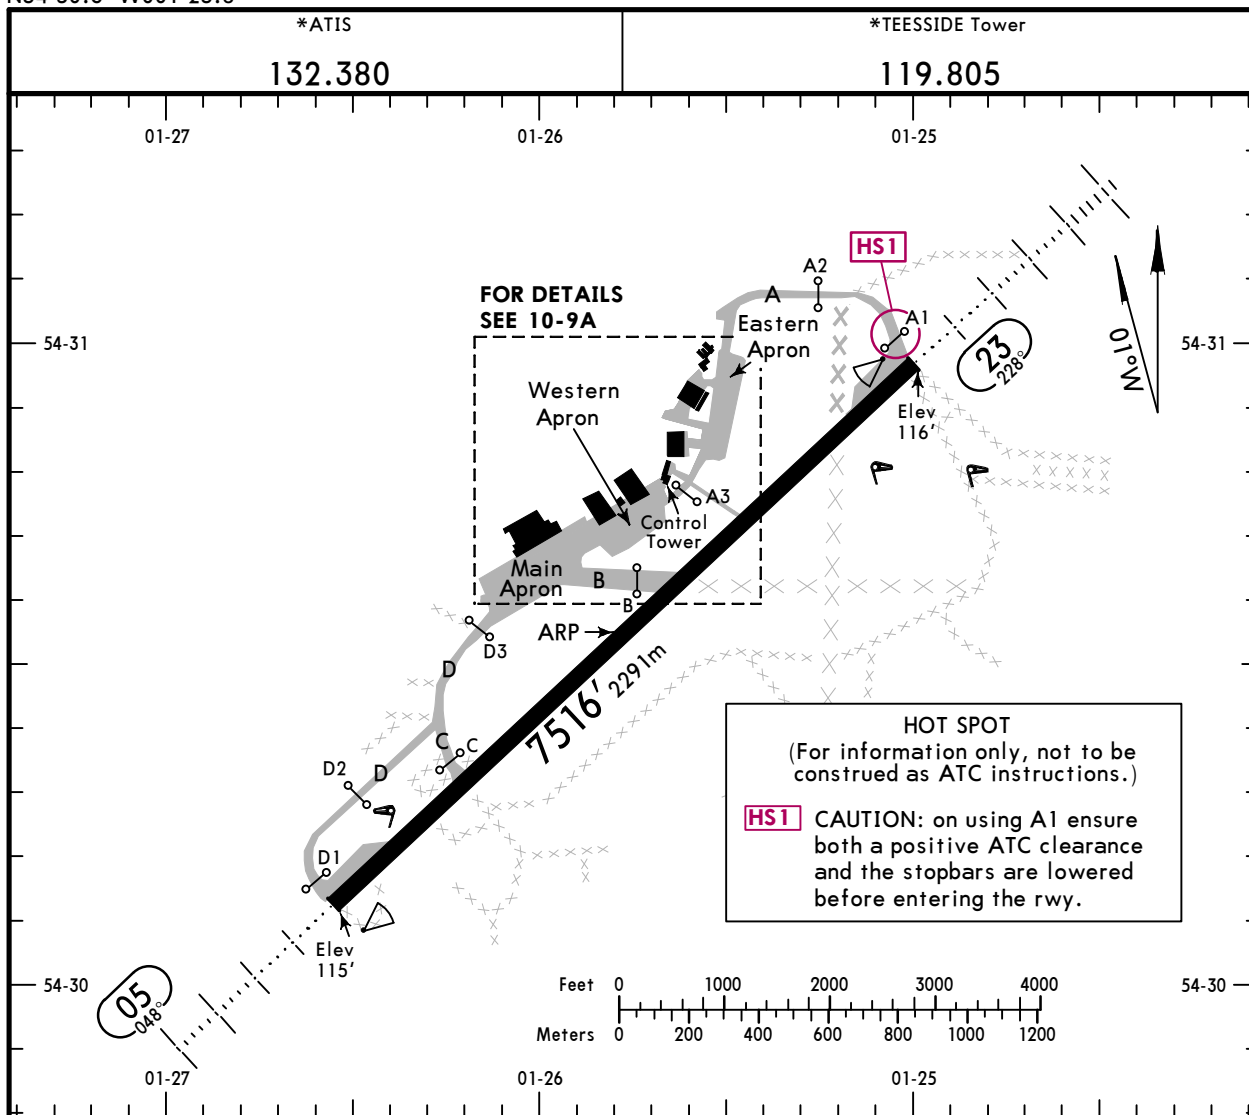 *ATIS
132.380
*TEESSIDE Tower
119.805
01-27
01-26
01-25
HS1
A2
FOR DETAILS
SEE 10-9A
A
A1
Eastern
Apron
54-31
54-31
23
228°
01°W
Western
Apron
Elev
116'
A3
Control
Tower
Main
Apron
B
B
ARP
D3
D
7516' 2291m
C
C
D2
D
D1
HOT SPOT
(For information only, not to be
construed as ATC instructions.)
HS1 CAUTION: on using A1 ensure
both a positive ATC clearance
and the stopbars are lowered
before entering the rwy.
Elev
115'
05
048°
54-30
54-30
Feet 0 1000 2000 3000 4000
Meters 0 200 400 600 800 1000 1200
01-27
01-26
01-25